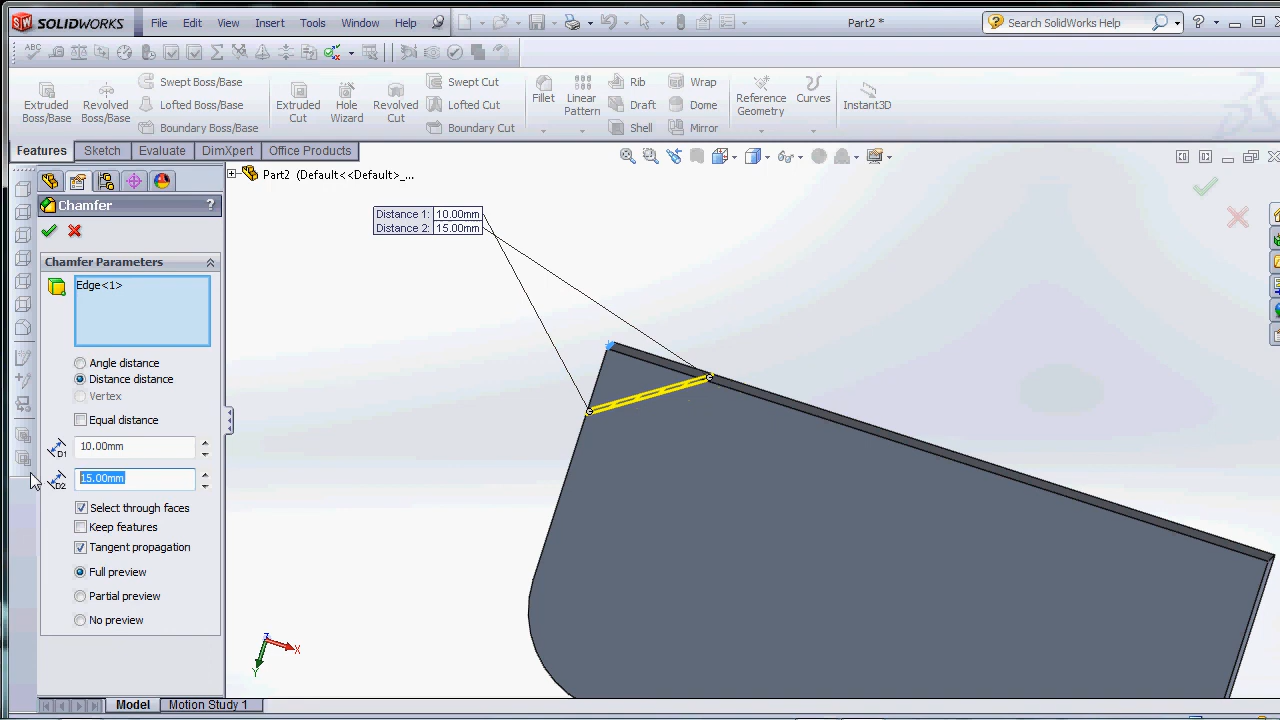 SW SOLIDWORKS File Edit View Insert Tools Window Help Part2 * Search SolidWorks Help ?
ABC
Extruded Boss/Base Revolved Boss/Base Swept Boss/Base Lofted Boss/Base Boundary Boss/Base Extruded Cut Hole Wizard Revolved Cut Swept Cut Lofted Cut Boundary Cut Fillet Linear Pattern Rib Draft Shell Wrap Dome Mirror Reference Geometry Curves Instant3D
Features Sketch Evaluate DimXpert Office Products
Part2 (Default<<Default>_...
Chamfer ?
Distance 1: 10.00mm
Distance 2: 15.00mm
Chamfer Parameters
Edge<1>
Angle distance
Distance distance
Vertex
Equal distance
D1 10.00mm
D2 15.00mm
Select through faces
Keep features
Tangent propagation
Full preview
Partial preview
No preview
Z
X
Y
Model Motion Study 1